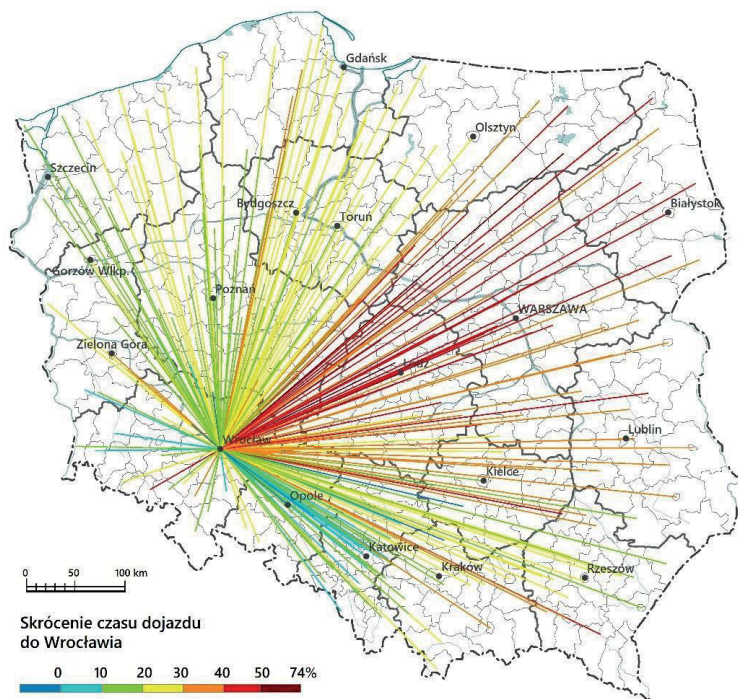 Gdańsk
Olsztyn
Szczecin
Bydgoszcz
Białystok
Toruń
Gorzów Wlkp.
Poznań
WARSZAWA
Zielona Góra
Łódź
Wrocław
Lublin
Kielce
Opole
Katowice
Kraków
Rzeszów
0 50 100 km
Skrócenie czasu dojazdu
do Wrocławia
0 10 20 30 40 50 74%